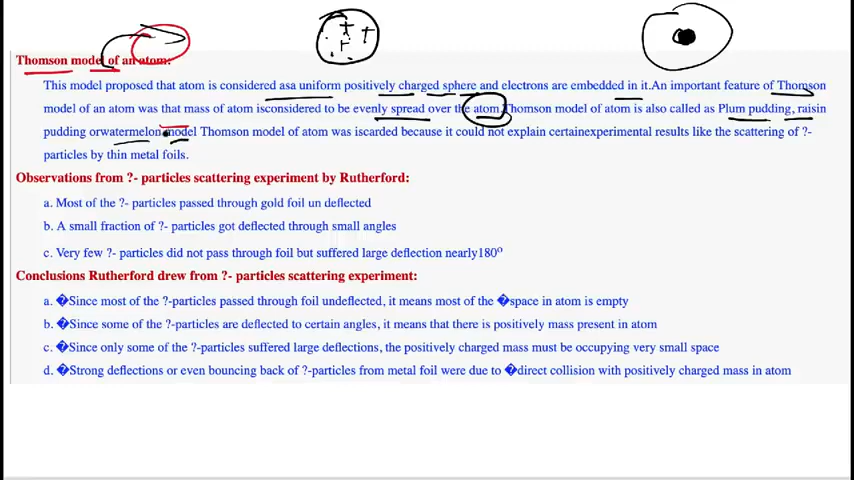 Thomson model of an atom:
This model proposed that atom is considered asa uniform positively charged sphere and electrons are embedded in it.An important feature of Thomson
model of an atom was that mass of atom isconsidered to be evenly spread over the atom Thomson model of atom is also called as Plum pudding, raisin
pudding orwatermelon model Thomson model of atom was iscarded because it could not explain certainexperimental results like the scattering of ?-
particles by thin metal foils.
Observations from ?- particles scattering experiment by Rutherford:
a. Most of the ?- particles passed through gold foil un deflected
b. A small fraction of ?- particles got deflected through small angles
c. Very few ?- particles did not pass through foil but suffered large deflection nearly180°
Conclusions Rutherford drew from ?- particles scattering experiment:
a. �Since most of the ?-particles passed through foil undeflected, it means most of the �space in atom is empty
b. �Since some of the ?-particles are deflected to certain angles, it means that there is positively mass present in atom
c. �Since only some of the ?-particles suffered large deflections, the positively charged mass must be occupying very small space
d. �Strong deflections or even bouncing back of ?-particles from metal foil were due to �direct collision with positively charged mass in atom